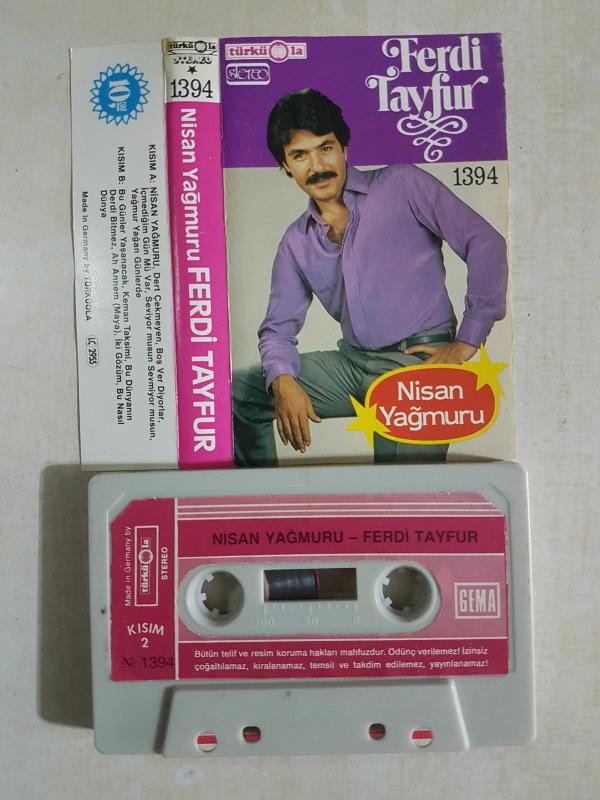 türküola
STEREO
1394
Nisan Yağmuru FERDİ TAYFUR
10 DM
KISIM A: NİSAN YAĞMURU, Dert Çekmeyen, Boş Ver Diyorlar,
İçmediğim Gün Mü Var, Seviyor musun Sevmiyor musun,
Yağmur Yağan Günlerde
KISIM B: Bu Günler Yaşanacak, Keman Taksimi, Bu Dünyanın
Derdi Bitmez, Ah Annem (Maya), İki Gözüm, Bu Nasıl
Dünya
Made in Germany by TÜRKÜOLA
LC 2955
türküola
stereo
Ferdi
Tayfur
1394
Nisan
Yağmuru
NİSAN YAĞMURU – FERDİ TAYFUR
Made in Germany by
türküola
STEREO
100 50 0
GEMA
KISIM
2
№ 1394
Bütün telif ve resim koruma hakları mahfuzdur. Ödünç verilemez! İzinsiz
çoğaltılamaz, kiralanamaz, temsil ve takdim edilemez, yayınlanamaz!